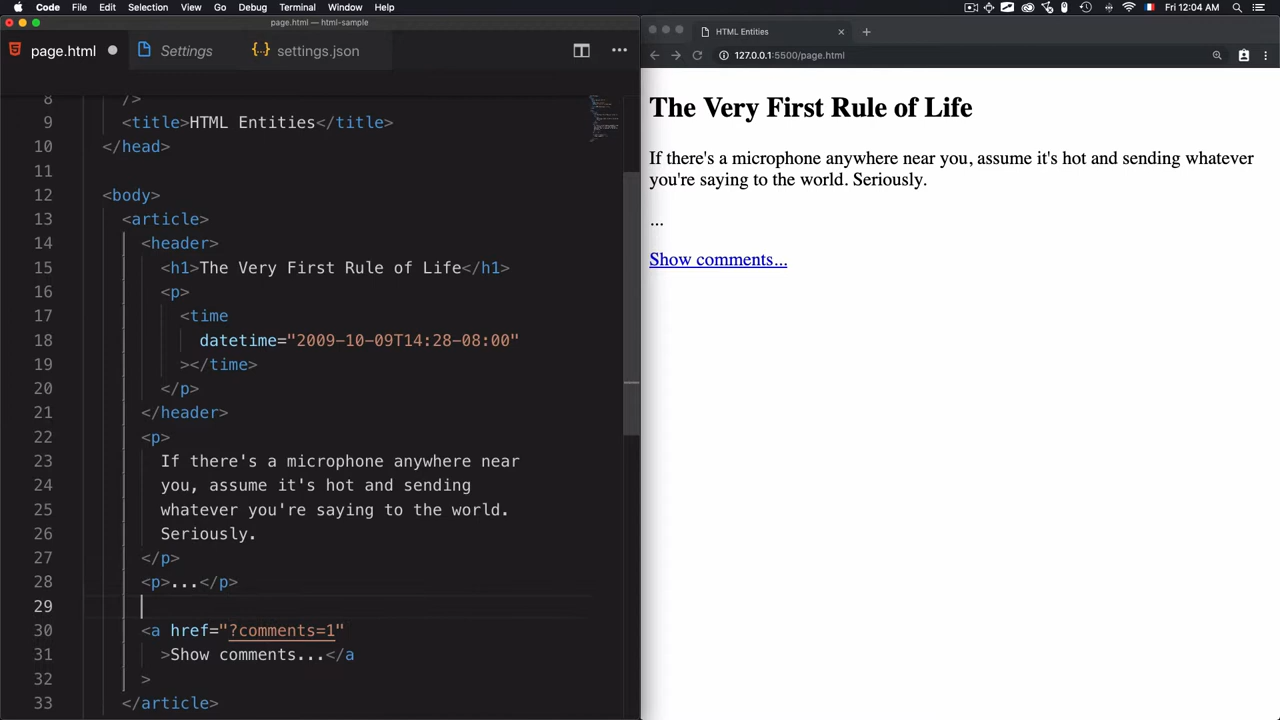 Code File Edit Selection View Go Debug Terminal Window Help
Fri 12:04 AM
page.html — html-sample
page.html Settings settings.json
8 />
9 <title>HTML Entities</title>
10 </head>
11
12 <body>
13 <article>
14 <header>
15 <h1>The Very First Rule of Life</h1>
16 <p>
17 <time
18 datetime="2009-10-09T14:28-08:00"
19 ></time>
20 </p>
21 </header>
22 <p>
23 If there's a microphone anywhere near
24 you, assume it's hot and sending
25 whatever you're saying to the world.
26 Seriously.
27 </p>
28 <p>...</p>
29
30 <a href="?comments=1"
31 >Show comments...</a
32 >
33 </article>
HTML Entities
127.0.0.1:5500/page.html
The Very First Rule of Life
If there's a microphone anywhere near you, assume it's hot and sending whatever
you're saying to the world. Seriously.
...
Show comments...